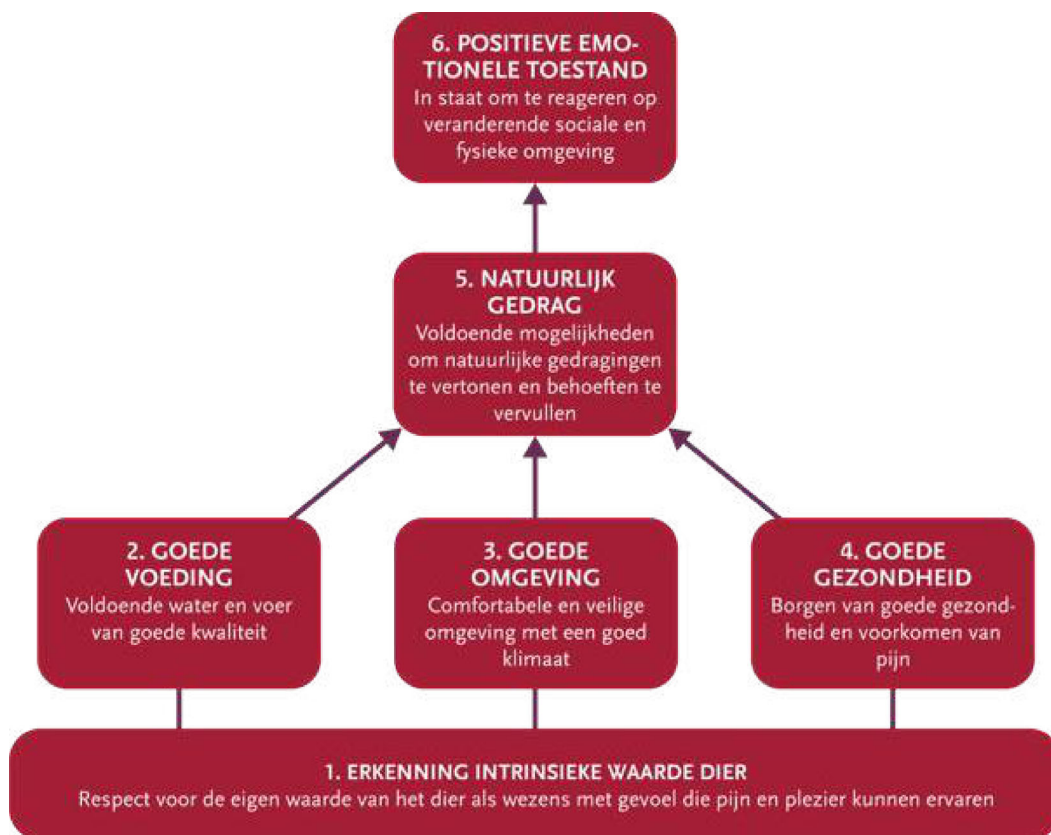 6. POSITIEVE EMO-
TIONELE TOESTAND
In staat om te reageren op
veranderende sociale en
fysieke omgeving
5. NATUURLIJK
GEDRAG
Voldoende mogelijkheden
om natuurlijke gedragingen
te vertonen en behoeften te
vervullen
2. GOEDE
VOEDING
Voldoende water en voer
van goede kwaliteit
3. GOEDE
OMGEVING
Comfortabele en veilige
omgeving met een goed
klimaat
4. GOEDE
GEZONDHEID
Borgen van goede gezond-
heid en voorkomen van
pijn
1. ERKENNING INTRINSIEKE WAARDE DIER
Respect voor de eigen waarde van het dier als wezens met gevoel die pijn en plezier kunnen ervaren